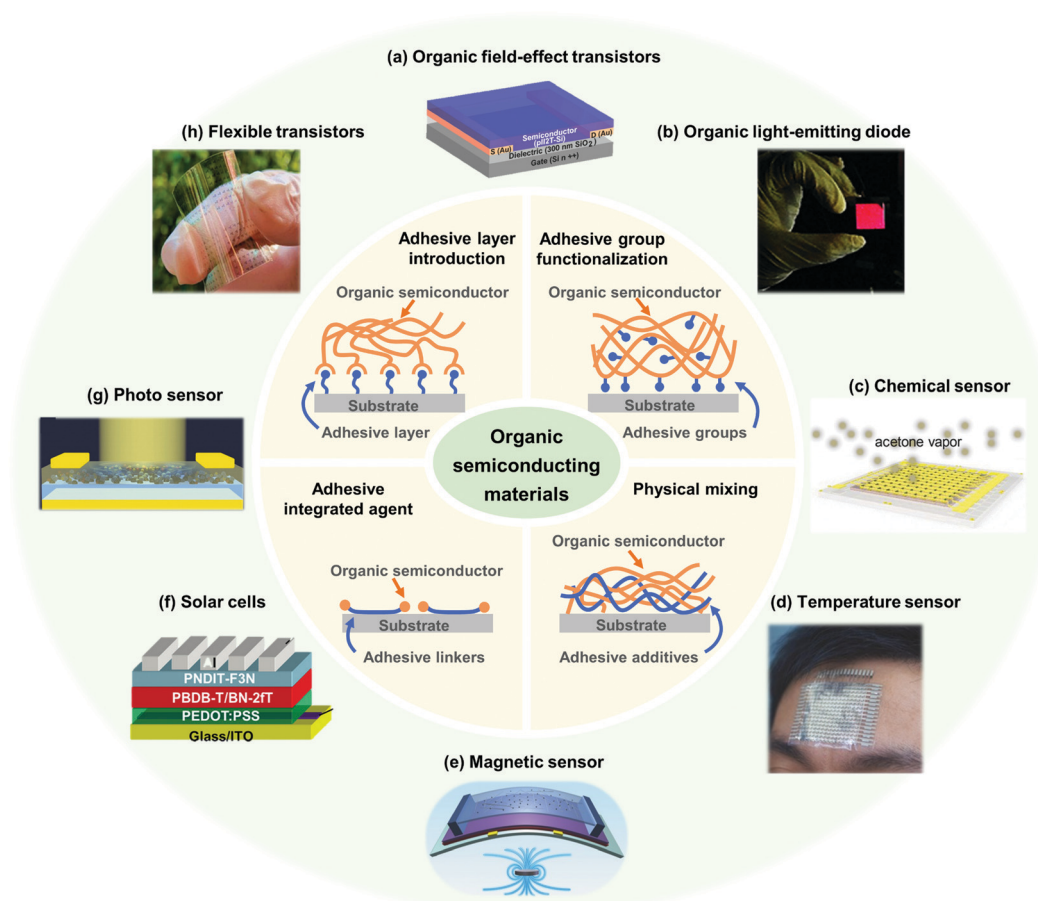 (a) Organic field-effect transistors
Semiconductor
(pII2T-Si)
S (Au)
D (Au)
Dielectric (300 nm SiO2)
Gate (Si n ++)
(h) Flexible transistors
(b) Organic light-emitting diode
Adhesive layer
introduction
Organic semiconductor
Substrate
Adhesive layer
Adhesive group
functionalization
Organic semiconductor
Substrate
Adhesive groups
(g) Photo sensor
(c) Chemical sensor
acetone vapor
Organic
semiconducting
materials
Adhesive
integrated agent
Organic semiconductor
Substrate
Adhesive linkers
Physical mixing
Organic semiconductor
Substrate
Adhesive additives
(f) Solar cells
Al
PNDIT-F3N
PBDB-T/BN-2fT
PEDOT:PSS
Glass/ITO
(d) Temperature sensor
(e) Magnetic sensor